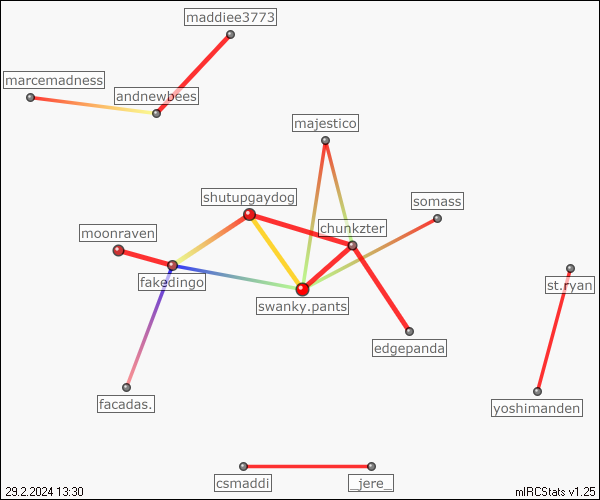 maddiee3773
marcemadness
andnewbees
majestico
shutupgaydog
somass
chunkzter
moonraven
fakedingo
st.ryan
swanky.pants
edgepanda
facadas.
yoshimanden
csmaddi
_jere_
29.2.2024 13:30
mIRCStats v1.25